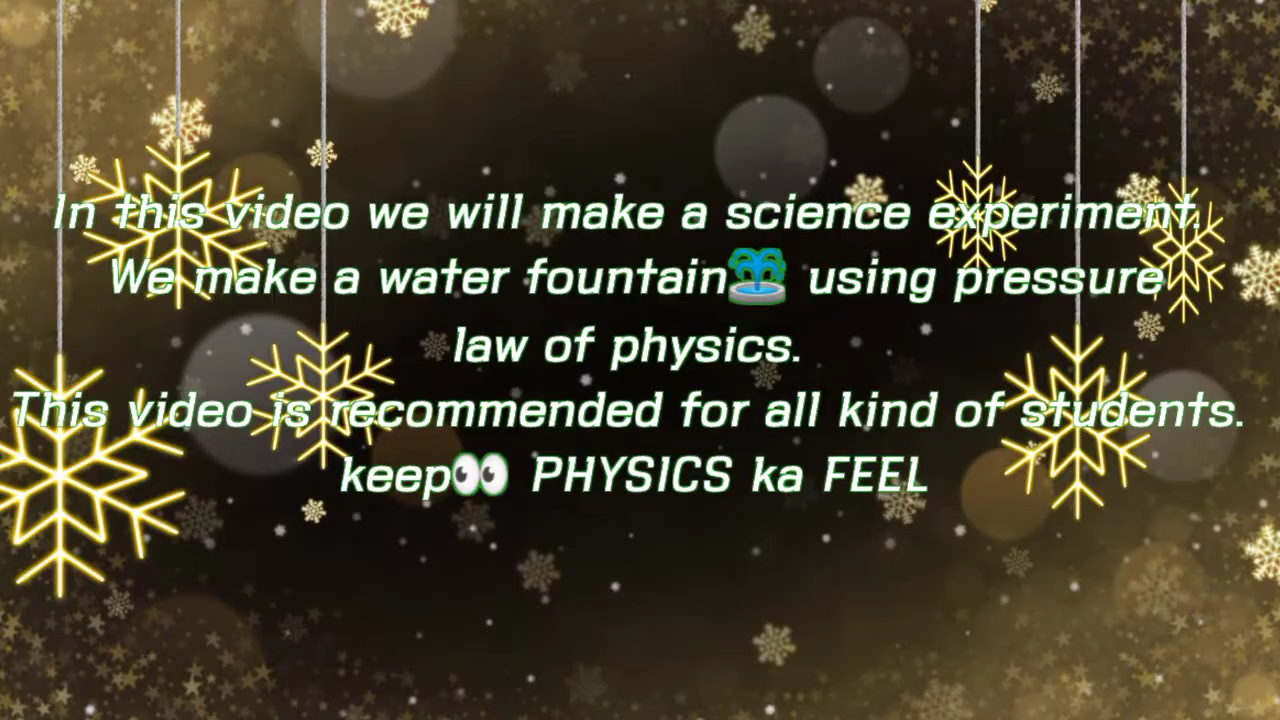 In this video we will make a science experiment.
We make a water fountain⛲ using pressure
law of physics.
This video is recommended for all kind of students.
keep👀 PHYSICS ka FEEL